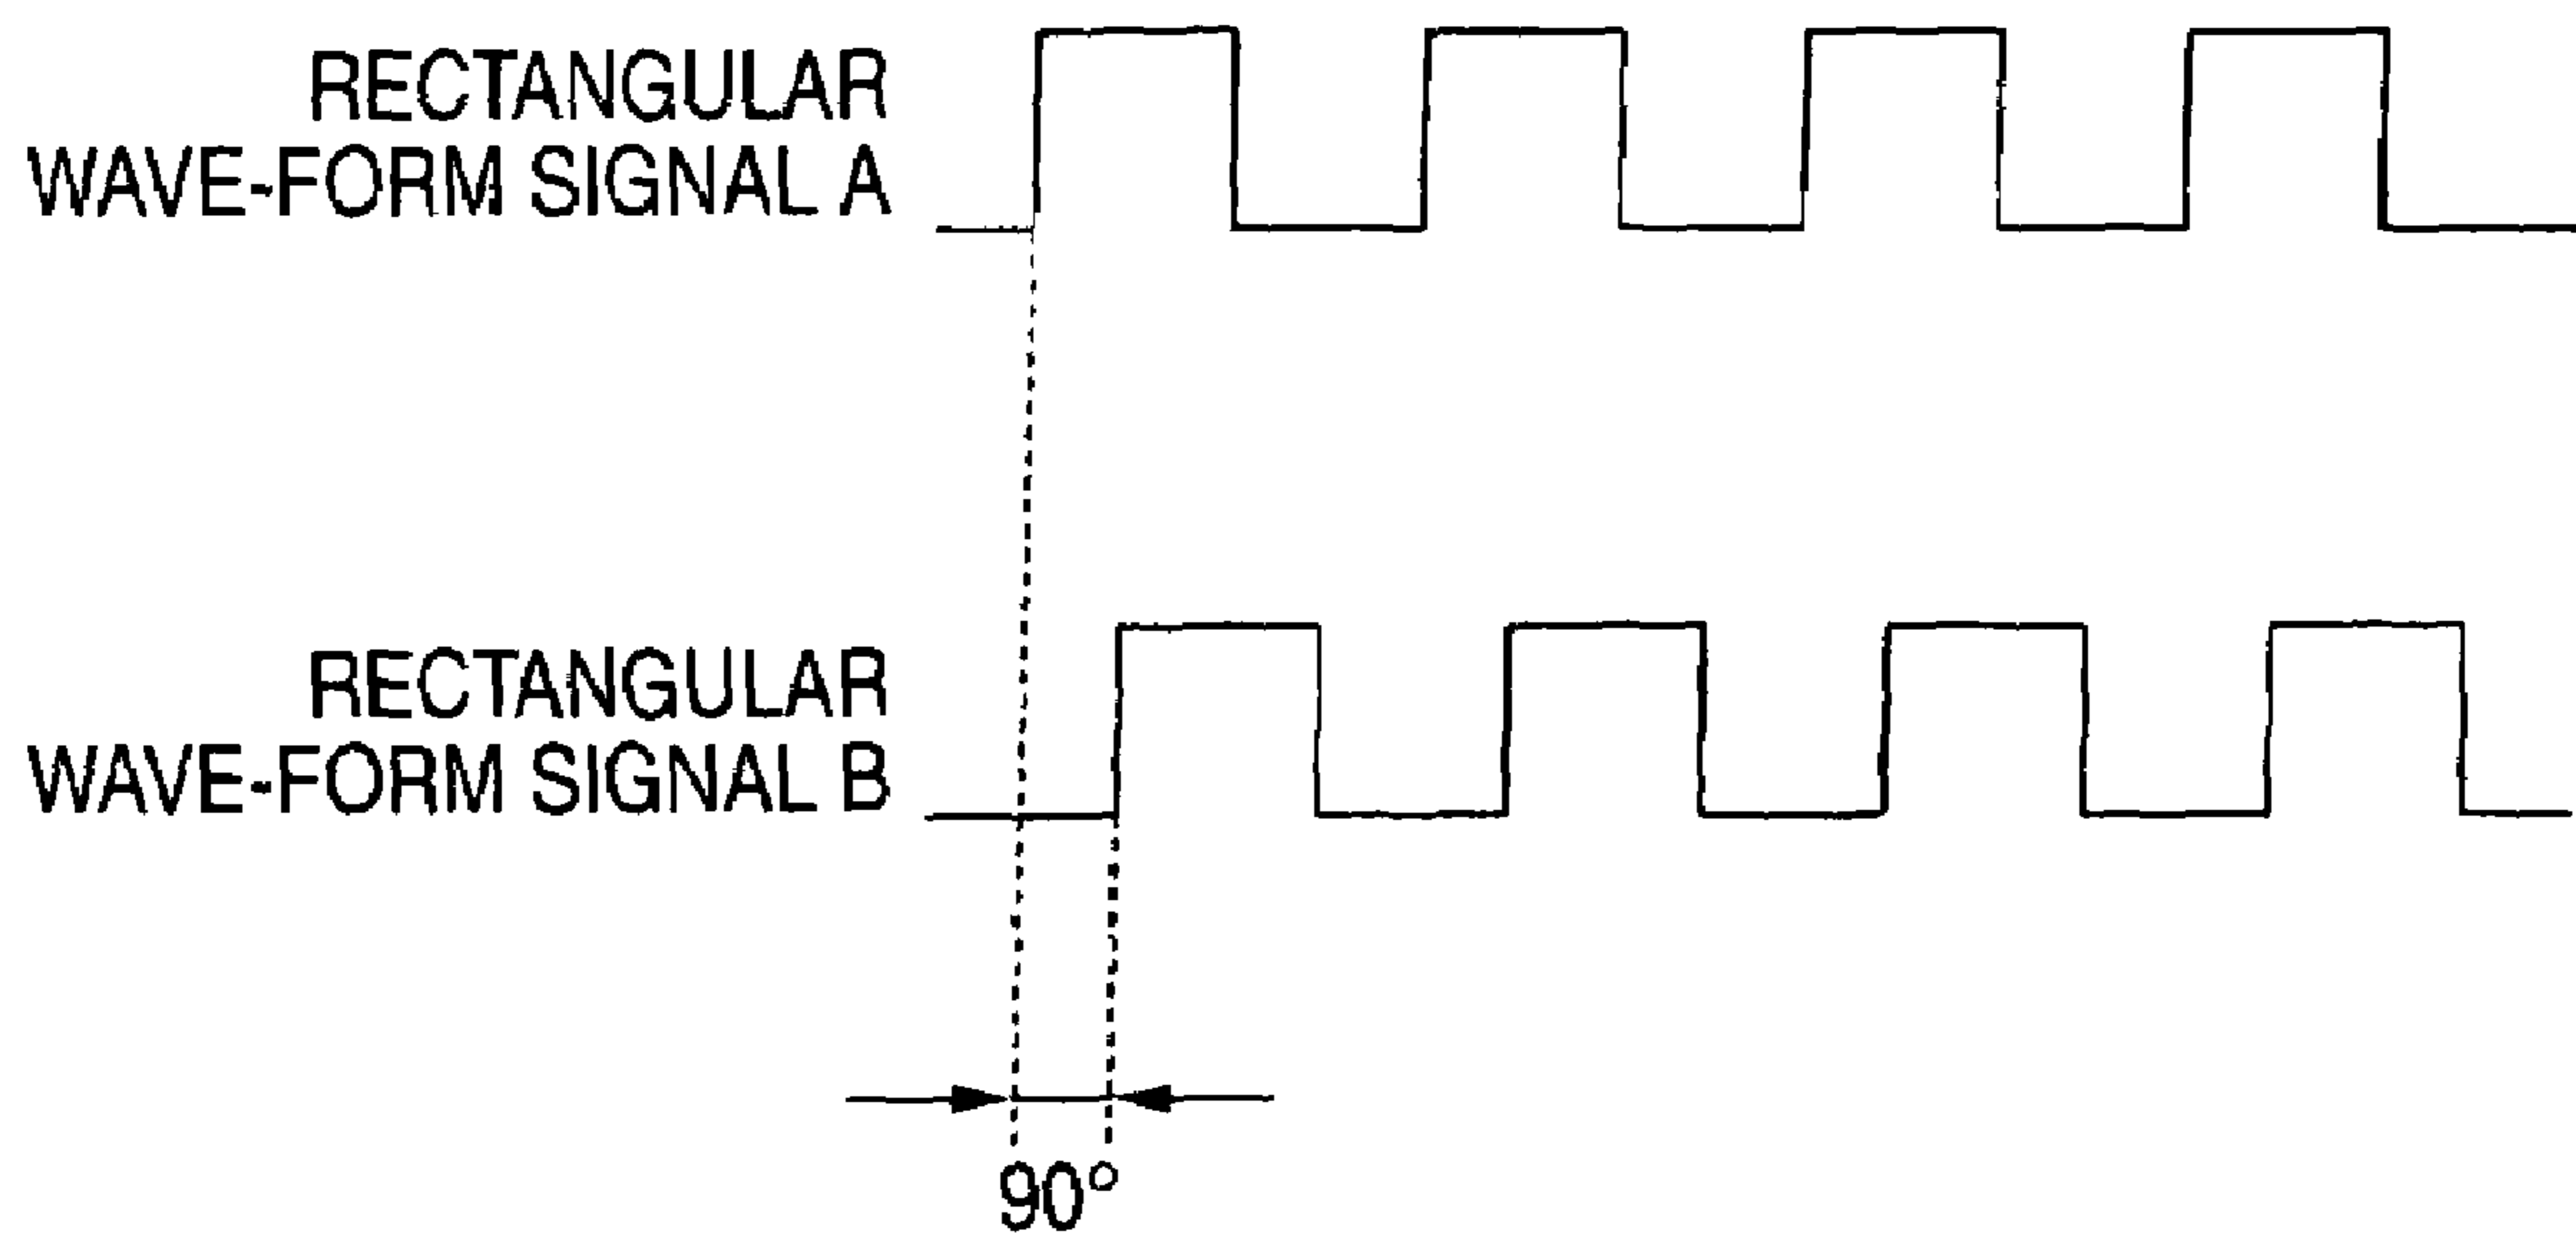 RECTANGULAR
WAVE-FORM SIGNAL A
RECTANGULAR
WAVE-FORM SIGNAL B
90°